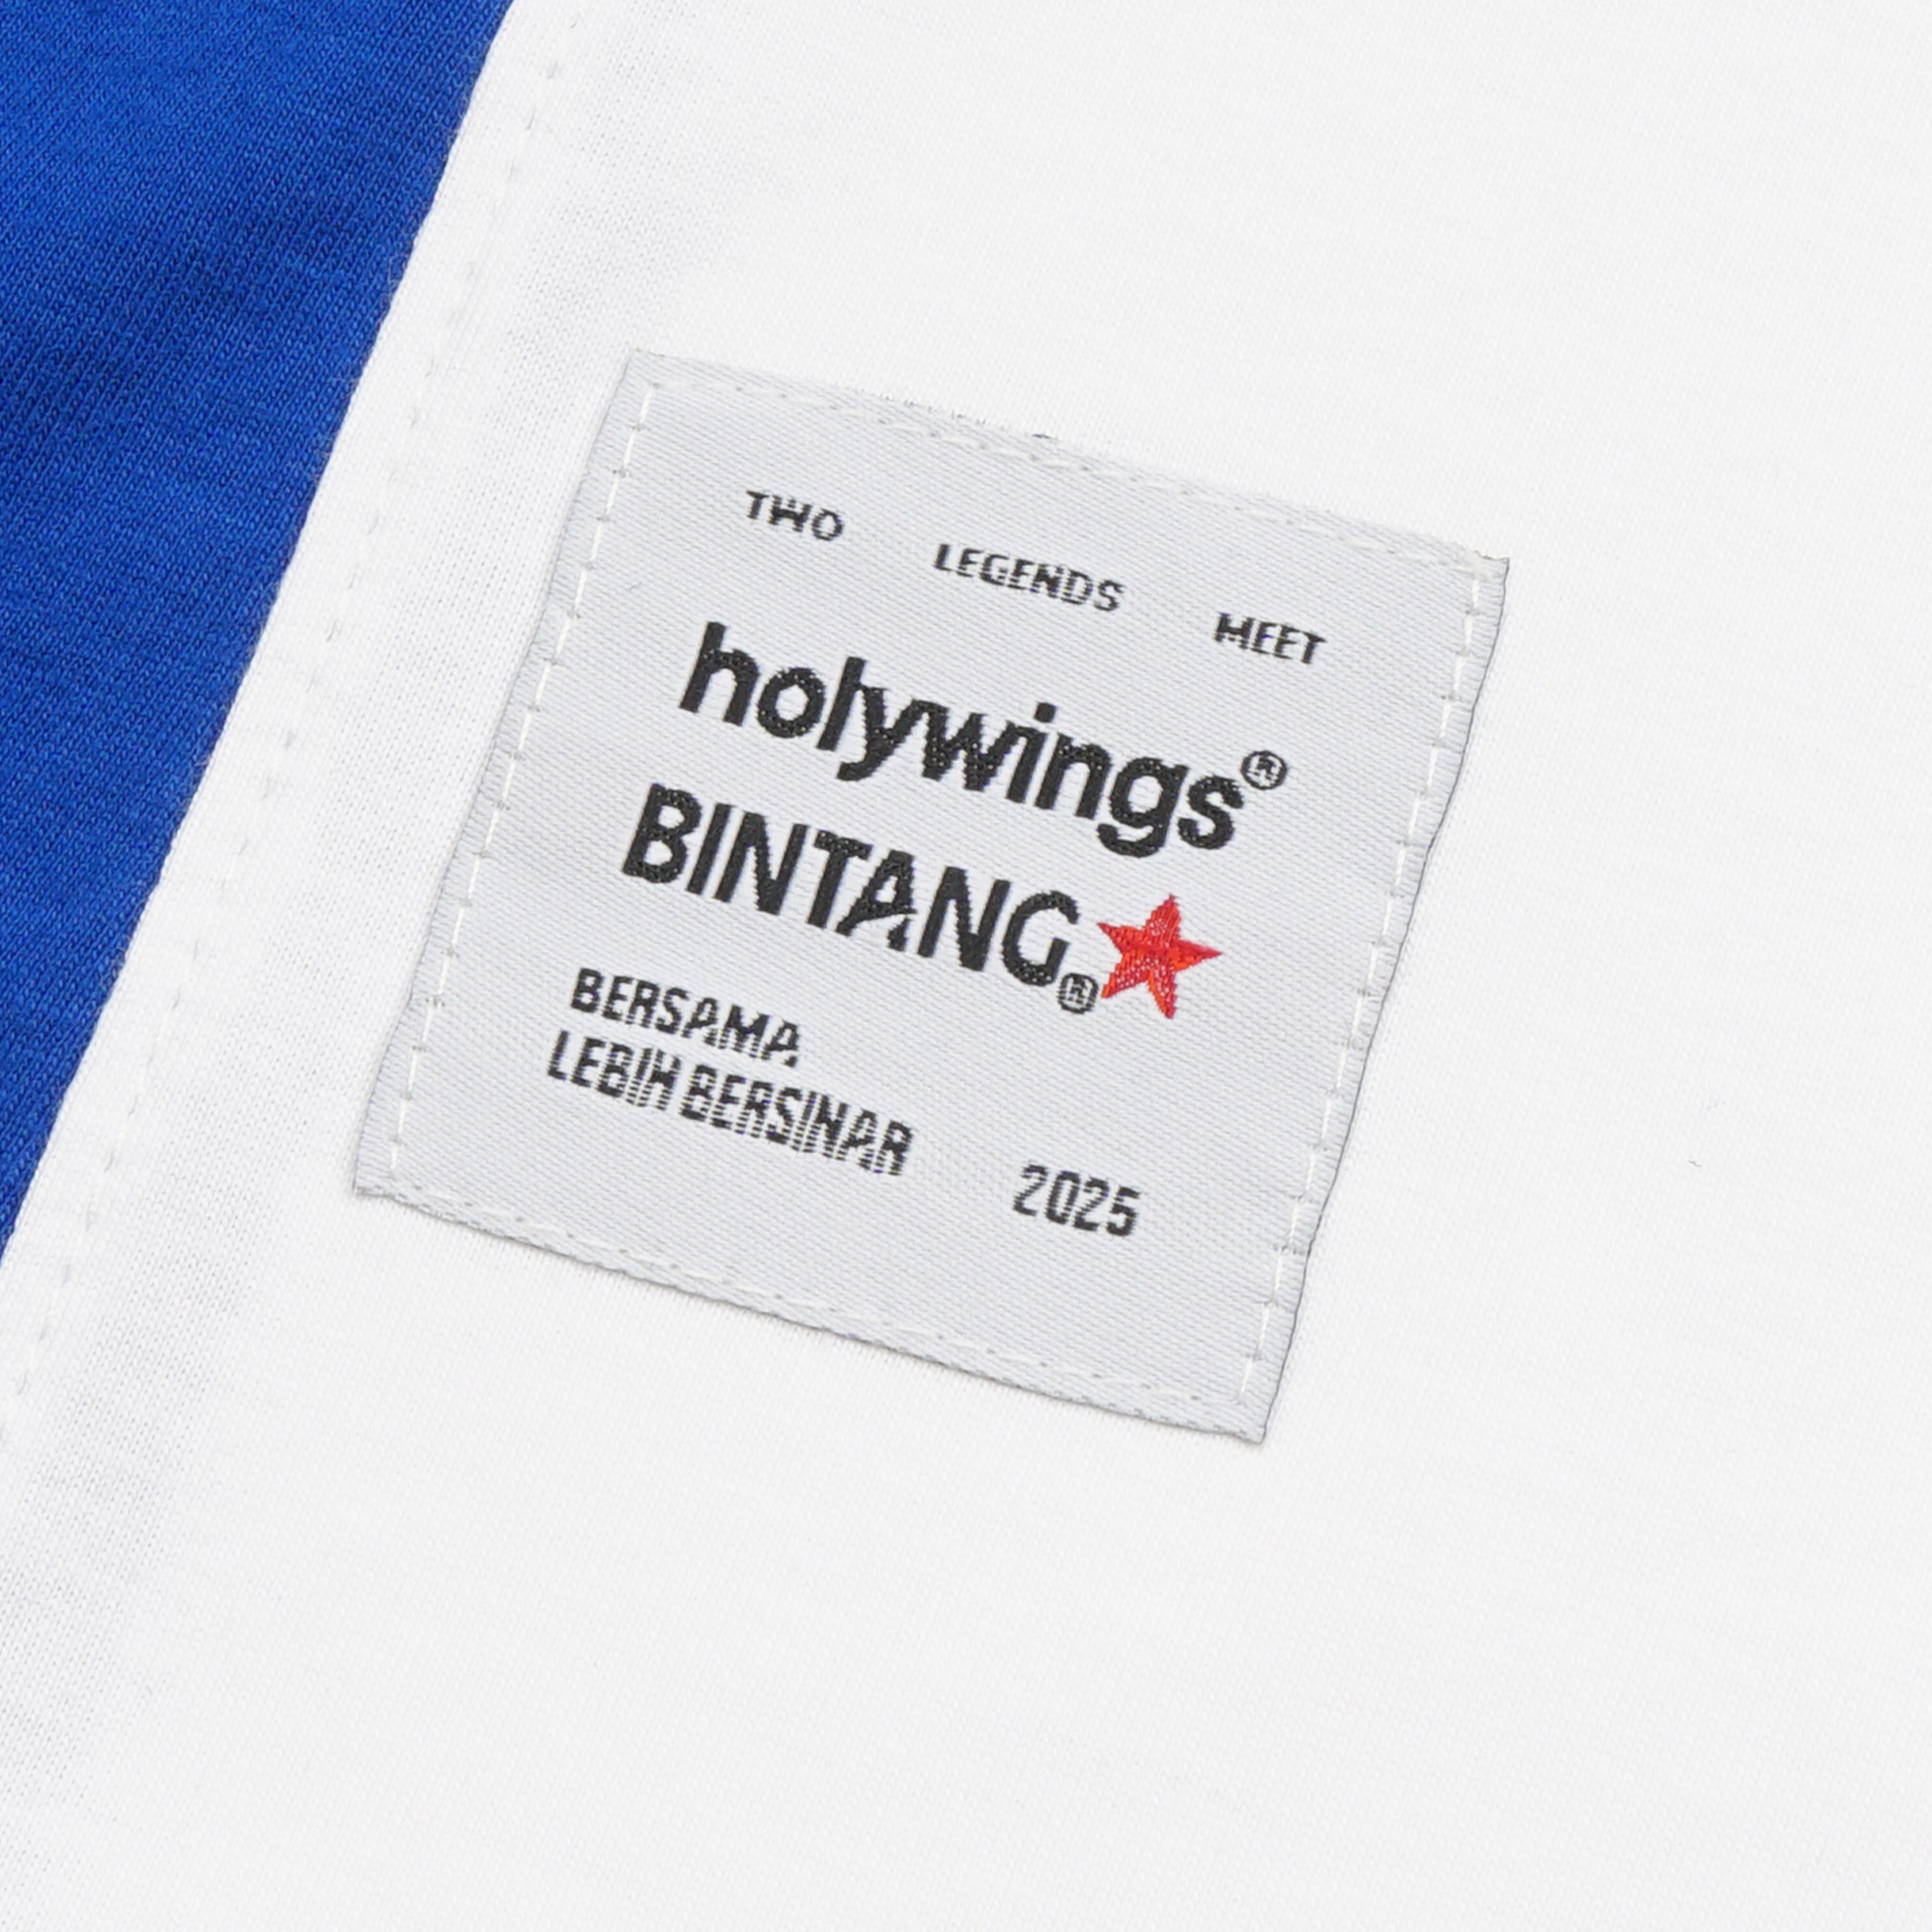 TWO LEGENDS MEET
holywings®
BINTANG®
BERSAMA
LEBIH BERSINAR 2025